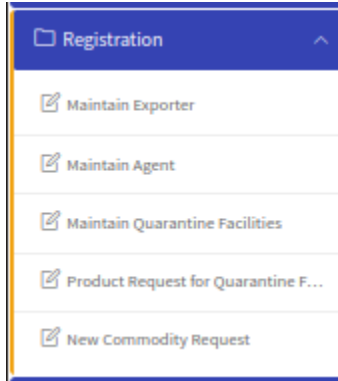 Registration
Maintain Exporter
Maintain Agent
Maintain Quarantine Facilities
Product Request for Quarantine F...
New Commodity Request